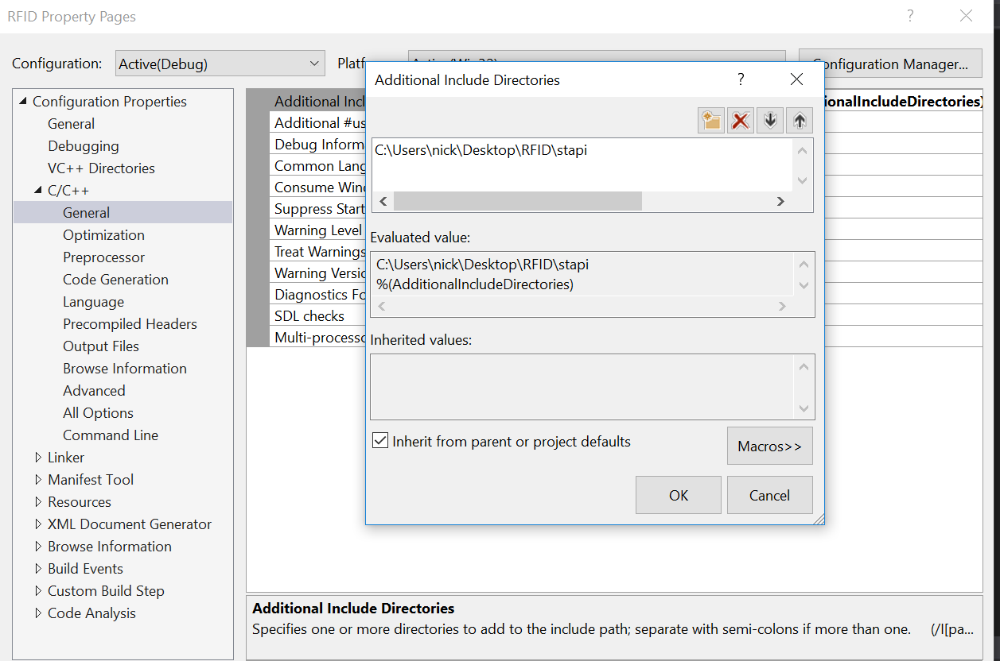 RFID Property Pages
Configuration: Active(Debug) Configuration Manager...
Additional Include Directories
Configuration Properties
General
Debugging
VC++ Directories
C/C++
General
Optimization
Preprocessor
Code Generation
Language
Precompiled Headers
Output Files
Browse Information
Advanced
All Options
Command Line
Linker
Manifest Tool
Resources
XML Document Generator
Browse Information
Build Events
Custom Build Step
Code Analysis
Additional Incl
Additional #us
Debug Inform
Common Lang
Consume Wind
Suppress Start
Warning Level
Treat Warnings
Warning Versio
Diagnostics Fo
SDL checks
Multi-processo
ionalIncludeDirectories)
C:\Users\nick\Desktop\RFID\stapi
Evaluated value:
C:\Users\nick\Desktop\RFID\stapi
%(AdditionalIncludeDirectories)
Inherited values:
Inherit from parent or project defaults
Macros>>
OK Cancel
Additional Include Directories
Specifies one or more directories to add to the include path; separate with semi-colons if more than one. (/I[pa...